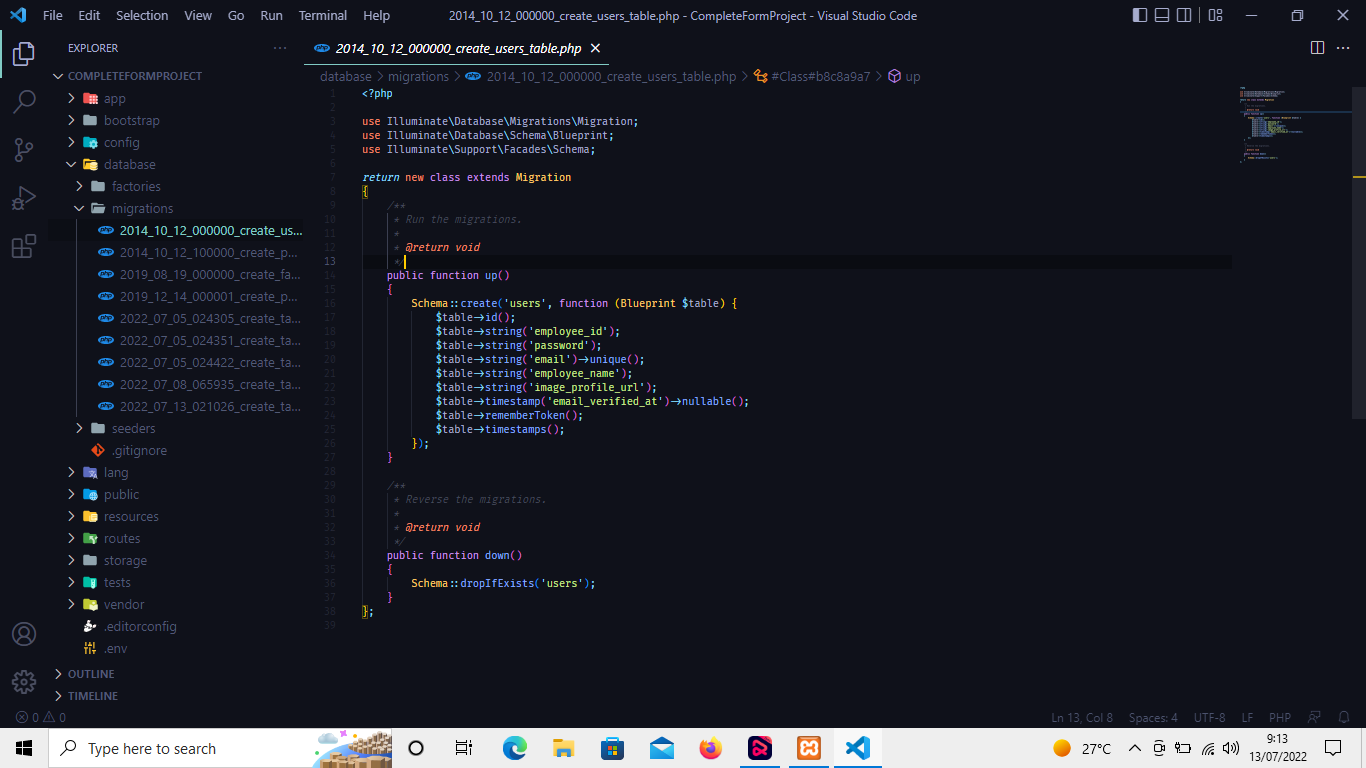 File Edit Selection View Go Run Terminal Help
2014_10_12_000000_create_users_table.php - CompleteFormProject - Visual Studio Code
EXPLORER
COMPLETEFORMPROJECT
app
bootstrap
config
database
factories
migrations
2014_10_12_000000_create_us...
2014_10_12_100000_create_p...
2019_08_19_000000_create_fa...
2019_12_14_000001_create_p...
2022_07_05_024305_create_ta...
2022_07_05_024351_create_ta...
2022_07_05_024422_create_ta...
2022_07_08_065935_create_ta...
2022_07_13_021026_create_ta...
seeders
.gitignore
lang
public
resources
routes
storage
tests
vendor
.editorconfig
.env
OUTLINE
TIMELINE
2014_10_12_000000_create_users_table.php
database > migrations > 2014_10_12_000000_create_users_table.php > #Class#b8c8a9a7 > up
1 <?php
2
3 use Illuminate\Database\Migrations\Migration;
4 use Illuminate\Database\Schema\Blueprint;
5 use Illuminate\Support\Facades\Schema;
6
7 return new class extends Migration
8 {
9 /**
10 * Run the migrations.
11 *
12 * @return void
13 */
14 public function up()
15 {
16 Schema::create('users', function (Blueprint $table) {
17 $table->id();
18 $table->string('employee_id');
19 $table->string('password');
20 $table->string('email')->unique();
21 $table->string('employee_name');
22 $table->string('image_profile_url');
23 $table->timestamp('email_verified_at')->nullable();
24 $table->rememberToken();
25 $table->timestamps();
26 });
27 }
28
29 /**
30 * Reverse the migrations.
31 *
32 * @return void
33 */
34 public function down()
35 {
36 Schema::dropIfExists('users');
37 }
38 };
39
0 0
Ln 13, Col 8 Spaces: 4 UTF-8 LF PHP
Type here to search
27°C
9:13
13/07/2022